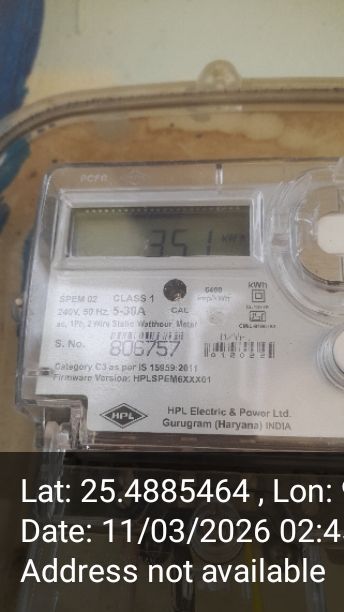 351 kWh
6400
imp/kWh
kWh
SPEM 02 CLASS 1
240V, 50 Hz, 5-30A CAL
ac, 1Ph, 2 Wire Static Watthour Meter
S. No. 806757
M/Yr.
012022
Category C3 as per IS 15959:2011
Firmware Version: HPLSPEM6XXX01
HPL
HPL Electric & Power Ltd.
Gurugram (Haryana) INDIA
Lat: 25.4885464 , Lon:
Date: 11/03/2026 02:4
Address not available